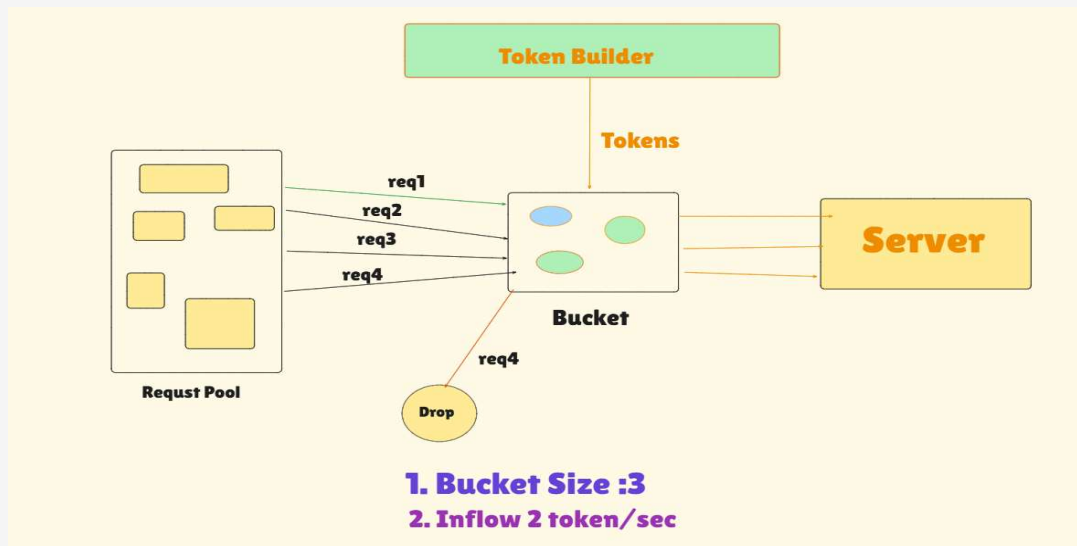 Token Builder
Tokens
req1
req2
req3
req4
Server
Bucket
req4
Requst Pool
Drop
1. Bucket Size :3
2. Inflow 2 token/sec